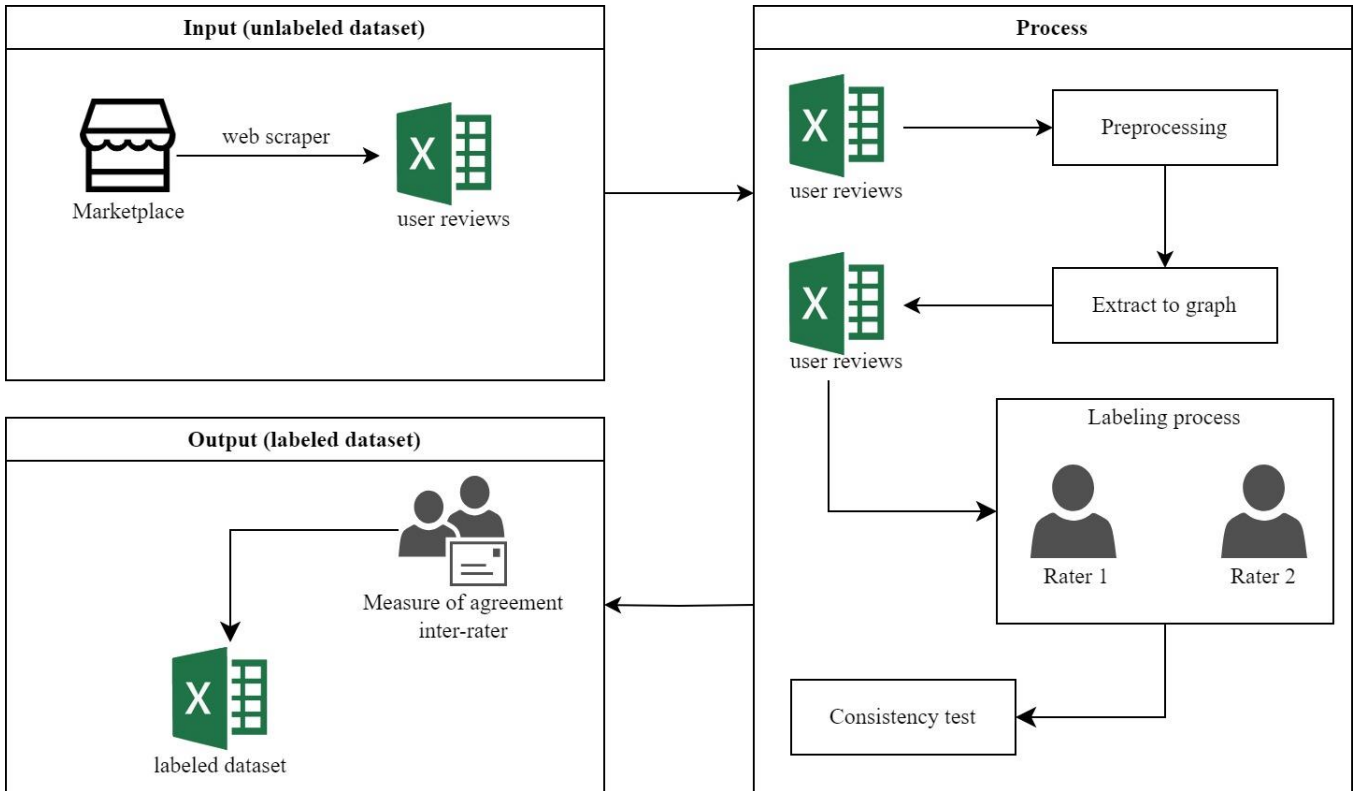 Input (unlabeled dataset)
web scraper
Marketplace
X
user reviews
Process
X
user reviews
Preprocessing
X
user reviews
Extract to graph
Labeling process
Rater 1
Rater 2
Consistency test
Output (labeled dataset)
Measure of agreement
inter-rater
X
labeled dataset